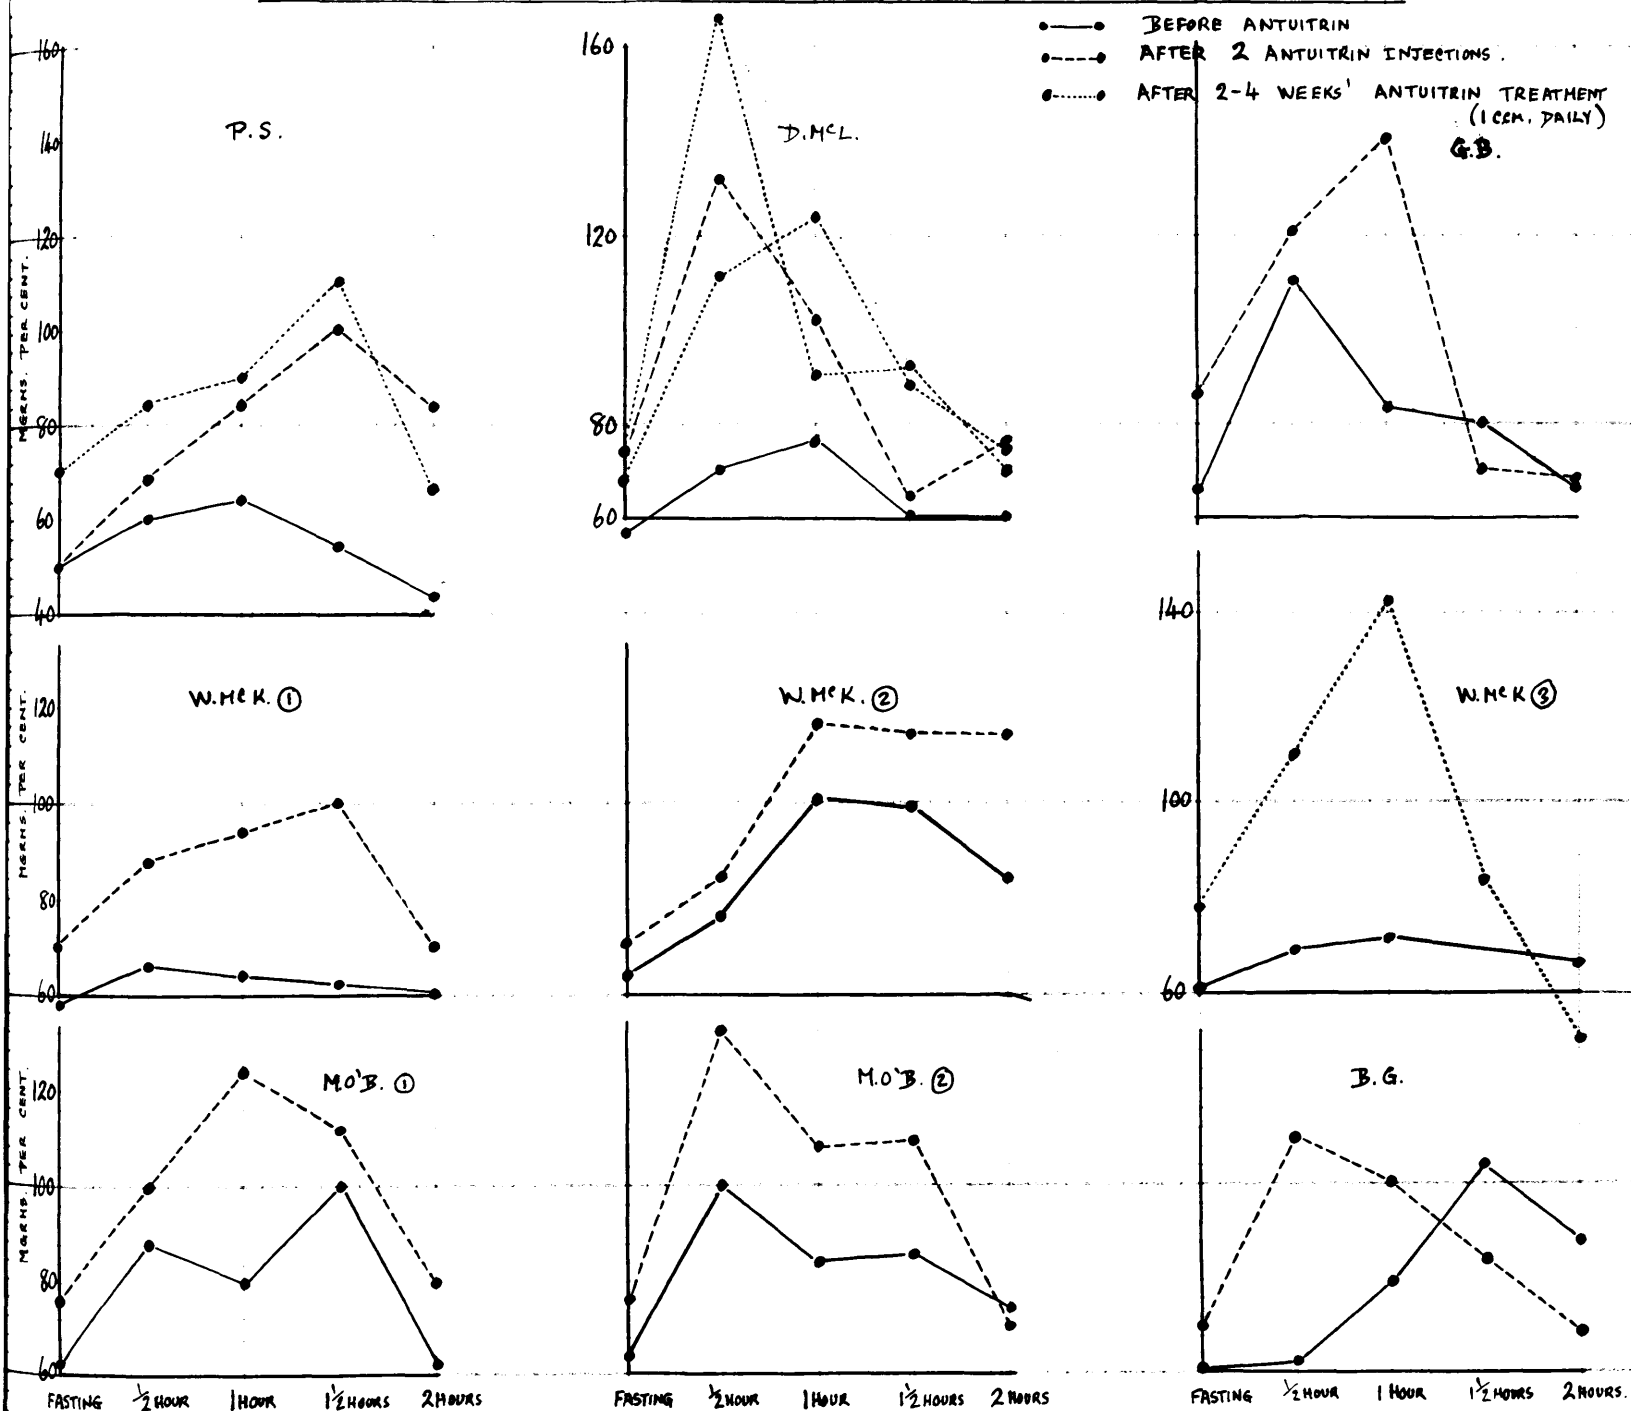 BEFORE ANTUITRIN
AFTER 2 ANTUITRIN INJECTIONS.
AFTER 2-4 WEEKS' ANTUITRIN TREATMENT
(1 CCM. DAILY)
P.S.
MGRMS. PER CENT.
160
140
120
100
80
60
40
D. McL.
160
120
80
60
G.B.
W. McK. ①
MGRMS. PER CENT.
120
100
80
60
W. McK. ②
W. McK ③
140
100
60
M.O'B. ①
MGRMS. PER CENT.
120
100
80
60
M.O'B. ②
B.G.
FASTING ½ HOUR 1 HOUR 1½ HOURS 2 HOURS
FASTING ½ HOUR 1 HOUR 1½ HOURS 2 HOURS
FASTING ½ HOUR 1 HOUR 1½ HOURS 2 HOURS.